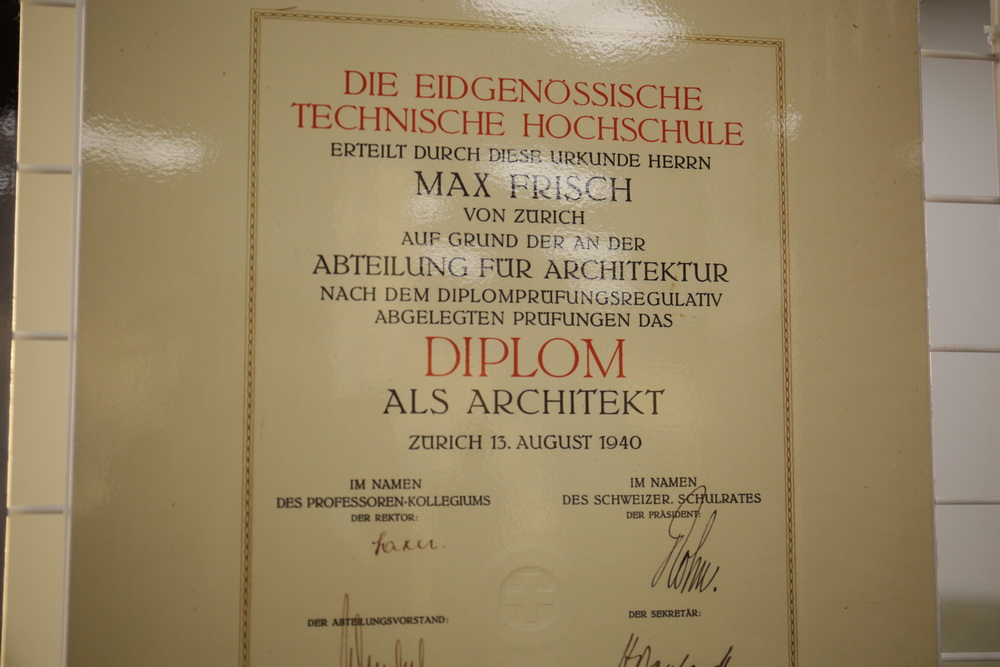 DIE EIDGENÖSSISCHE
TECHNISCHE HOCHSCHULE
ERTEILT DURCH DIESE URKUNDE HERRN
MAX FRISCH
VON ZÜRICH
AUF GRUND DER AN DER
ABTEILUNG FÜR ARCHITEKTUR
NACH DEM DIPLOMPRÜFUNGSREGULATIV
ABGELEGTEN PRÜFUNGEN DAS
DIPLOM
ALS ARCHITEKT
ZÜRICH 13. AUGUST 1940
IM NAMEN
DES PROFESSOREN-KOLLEGIUMS
DER REKTOR:
IM NAMEN
DES SCHWEIZER. SCHULRATES
DER PRÄSIDENT:
Rohn.
DER ABTEILUNGSVORSTAND:
DER SEKRETÄR: